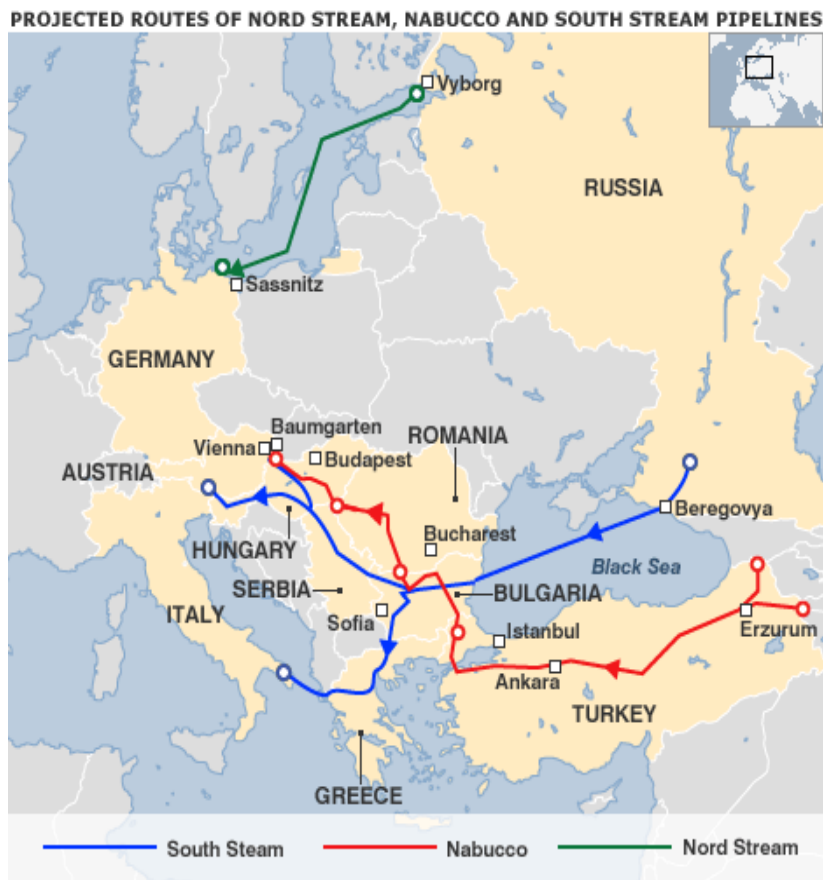 PROJECTED ROUTES OF NORD STREAM, NABUCCO AND SOUTH STREAM PIPELINES
Vyborg
RUSSIA
Sassnitz
GERMANY
Baumgarten
Vienna
ROMANIA
Budapest
AUSTRIA
Beregovya
Bucharest
HUNGARY
Black Sea
SERBIA
BULGARIA
ITALY
Sofia
Istanbul
Erzurum
Ankara
TURKEY
GREECE
South Steam
Nabucco
Nord Stream